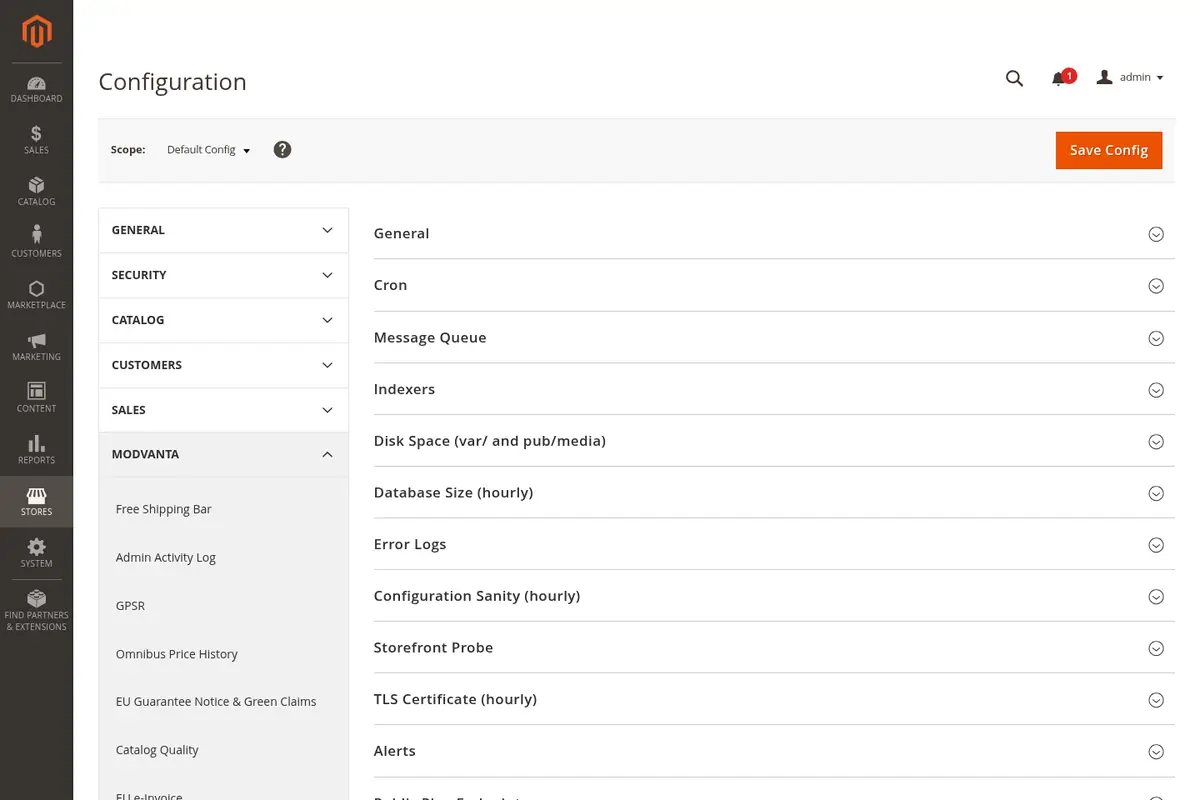 DASHBOARD
SALES
CATALOG
CUSTOMERS
MARKETPLACE
MARKETING
CONTENT
REPORTS
STORES
SYSTEM
FIND PARTNERS
& EXTENSIONS
Configuration
1
admin
Scope:
Default Config
?
Save Config
GENERAL
SECURITY
CATALOG
CUSTOMERS
SALES
MODVANTA
Free Shipping Bar
Admin Activity Log
GPSR
Omnibus Price History
EU Guarantee Notice & Green Claims
Catalog Quality
EU e-Invoice
General
Cron
Message Queue
Indexers
Disk Space (var/ and pub/media)
Database Size (hourly)
Error Logs
Configuration Sanity (hourly)
Storefront Probe
TLS Certificate (hourly)
Alerts